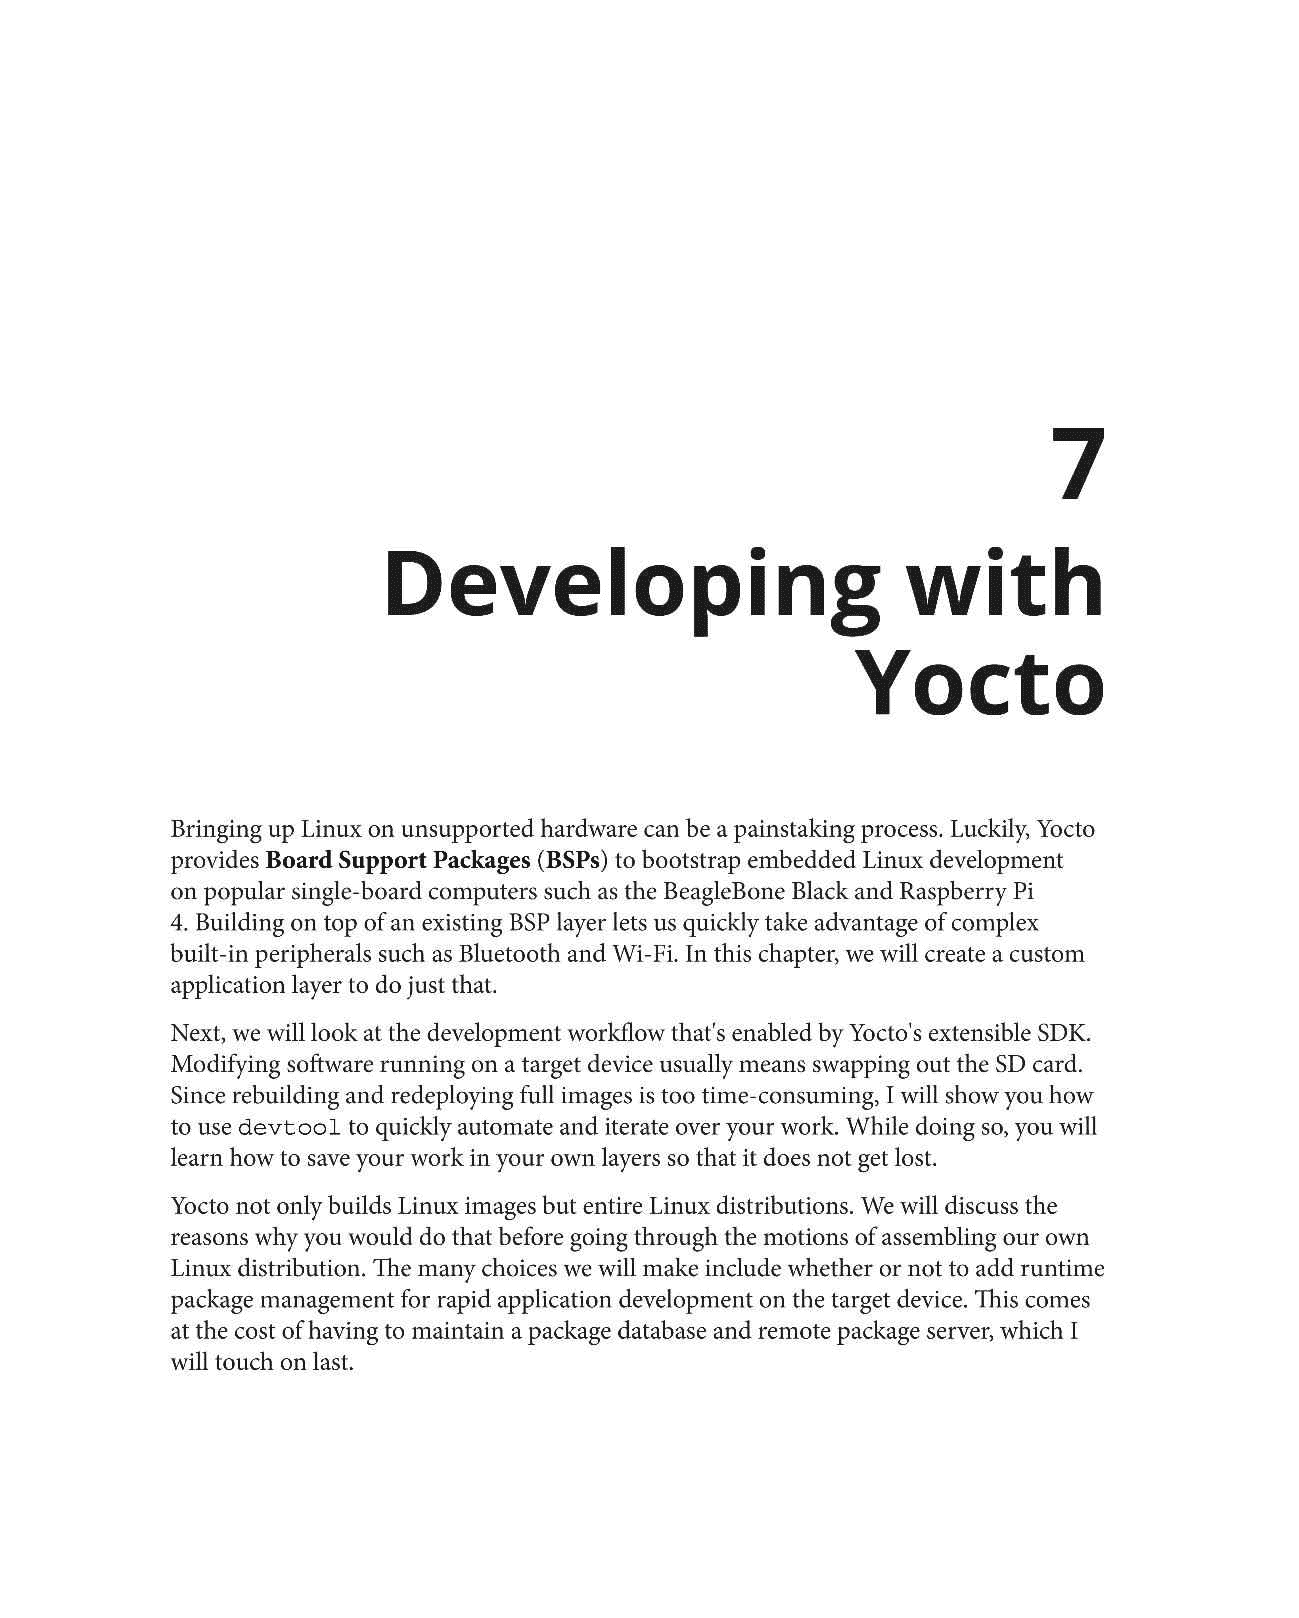 7
Developing with
Yocto
Bringing up Linux on unsupported hardware can be a painstaking process. Luckily, Yocto
provides Board Support Packages (BSPs) to bootstrap embedded Linux development
on popular single-board computers such as the BeagleBone Black and Raspberry Pi
4. Building on top of an existing BSP layer lets us quickly take advantage of complex
built-in peripherals such as Bluetooth and Wi-Fi. In this chapter, we will create a custom
application layer to do just that.
Next, we will look at the development workflow that's enabled by Yocto's extensible SDK.
Modifying software running on a target device usually means swapping out the SD card.
Since rebuilding and redeploying full images is too time-consuming, I will show you how
to use devtool to quickly automate and iterate over your work. While doing so, you will
learn how to save your work in your own layers so that it does not get lost.
Yocto not only builds Linux images but entire Linux distributions. We will discuss the
reasons why you would do that before going through the motions of assembling our own
Linux distribution. The many choices we will make include whether or not to add runtime
package management for rapid application development on the target device. This comes
at the cost of having to maintain a package database and remote package server, which I
will touch on last.